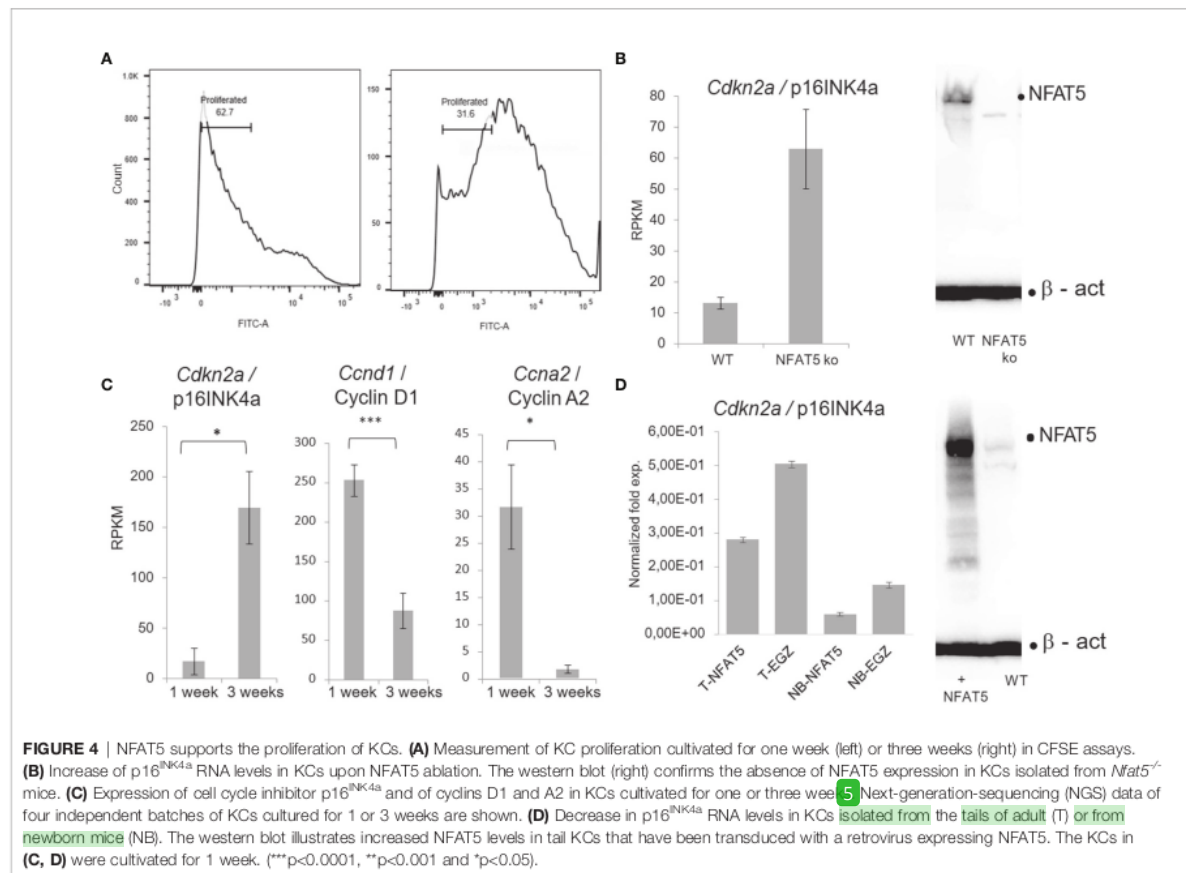 A
1.0K
800
600
400
200
0
Count
Proliferated
62.7
-10 3
0
10 4
10 5
FITC-A
150
100
50
0
Proliferated
31.6
-10 3
0
10 3
10 4
10 5
FITC-A
B
Cdkn2a / p16INK4a
80
70
60
50
40
30
20
10
0
RPKM
WT
NFAT5 ko
• NFAT5
• β - act
WT NFAT5
ko
C
Cdkn2a /
p16INK4a
250
200
150
100
50
0
RPKM
*
1 week 3 weeks
Ccnd1 /
Cyclin D1
300
250
200
150
100
50
0
***
1 week 3 weeks
Ccna2 /
Cyclin A2
45
40
35
30
25
20
15
10
5
0
*
1 week 3 weeks
D
Cdkn2a / p16INK4a
6,00E-01
5,00E-01
4,00E-01
3,00E-01
2,00E-01
1,00E-01
0,00E+00
Normalized fold exp.
T-NFAT5
T-EGZ
NB-NFAT5
NB-EGZ
• NFAT5
• β - act
+
NFAT5
WT
FIGURE 4 | NFAT5 supports the proliferation of KCs. (A) Measurement of KC proliferation cultivated for one week (left) or three weeks (right) in CFSE assays.
(B) Increase of p16INK4a RNA levels in KCs upon NFAT5 ablation. The western blot (right) confirms the absence of NFAT5 expression in KCs isolated from Nfat5-/-
mice. (C) Expression of cell cycle inhibitor p16INK4a and of cyclins D1 and A2 in KCs cultivated for one or three wee 5 Next-generation-sequencing (NGS) data of
four independent batches of KCs cultured for 1 or 3 weeks are shown. (D) Decrease in p16INK4a RNA levels in KCs isolated from the tails of adult (T) or from
newborn mice (NB). The western blot illustrates increased NFAT5 levels in tail KCs that have been transduced with a retrovirus expressing NFAT5. The KCs in
(C, D) were cultivated for 1 week. (***p<0.0001, **p<0.001 and *p<0.05).